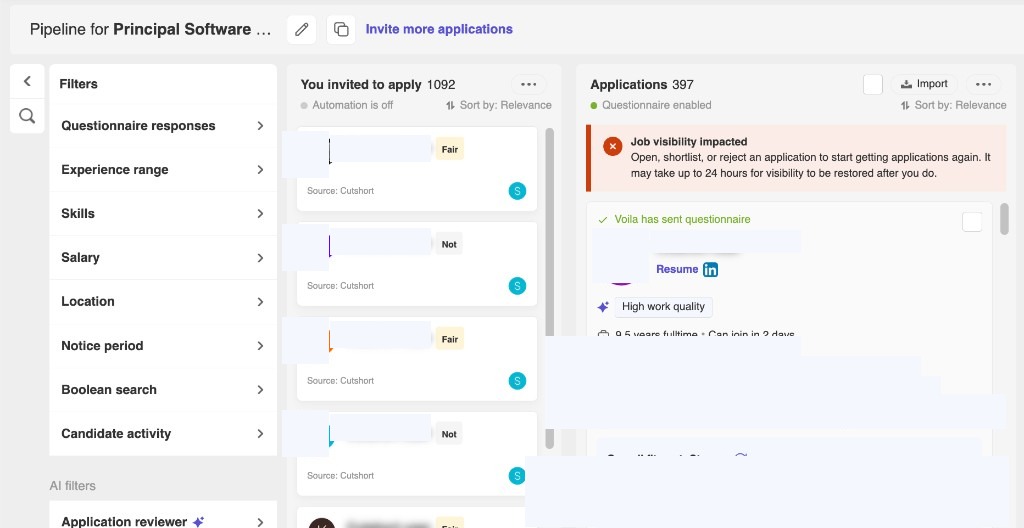 Pipeline for Principal Software ...
Invite more applications
Filters
Questionnaire responses
Experience range
Skills
Salary
Location
Notice period
Boolean search
Candidate activity
AI filters
Application reviewer
You invited to apply 1092
Automation is off
Sort by: Relevance
Fair
Source: Cutshort
S
Not
Source: Cutshort
S
Fair
Source: Cutshort
S
Not
Source: Cutshort
S
Fair
Applications 397
Import
Questionnaire enabled
Sort by: Relevance
Job visibility impacted
Open, shortlist, or reject an application to start getting applications again. It
may take up to 24 hours for visibility to be restored after you do.
Voila has sent questionnaire
Resume in
High work quality
9.5 years fulltime • Can join in 2 days